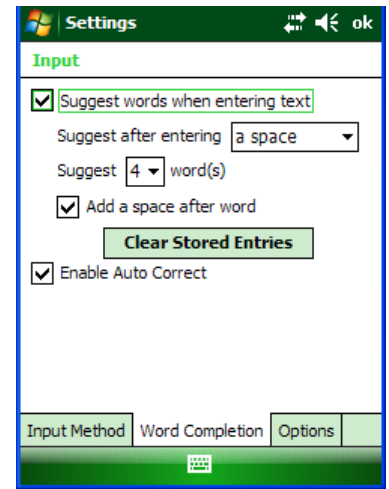 Settings ok
Input
Suggest words when entering text
Suggest after entering a space
Suggest 4 word(s)
Add a space after word
Clear Stored Entries
Enable Auto Correct
Input Method Word Completion Options